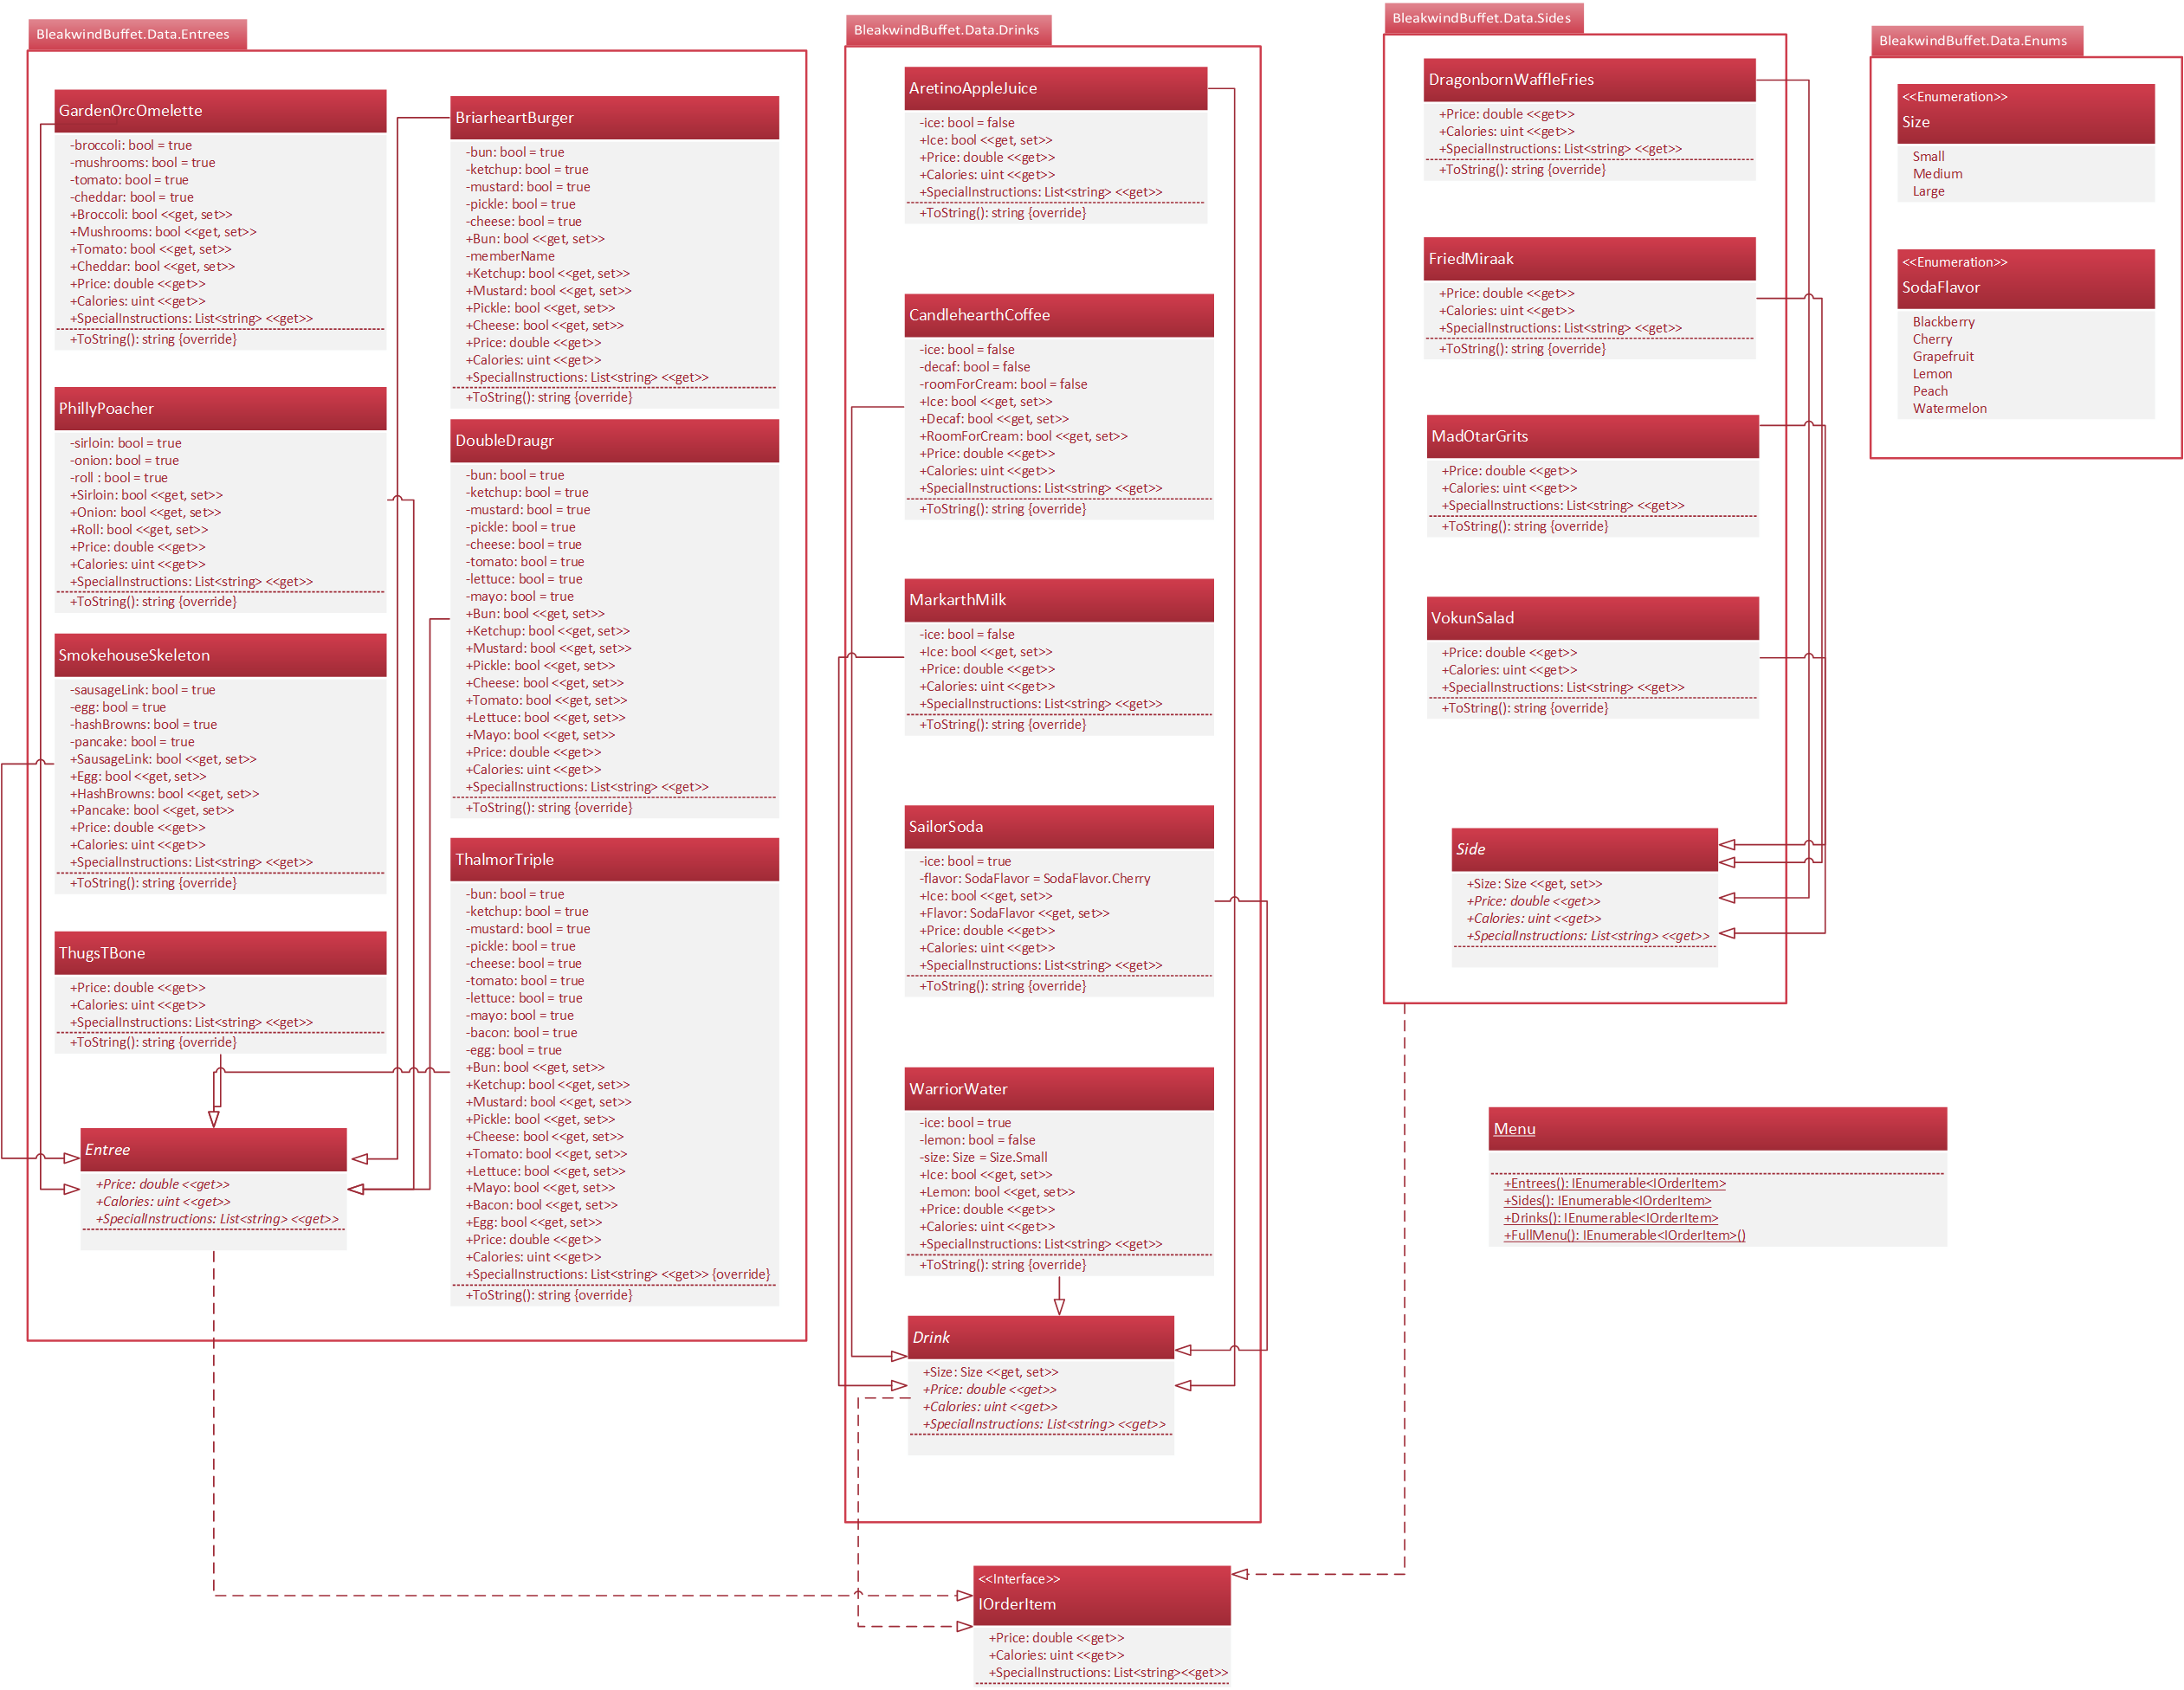 BleakwindBuffet.Data.Entrees
GardenOrcOmelette
-broccoli: bool = true
-mushrooms: bool = true
-tomato: bool = true
-cheddar: bool = true
+Broccoli: bool <<get, set>>
+Mushrooms: bool <<get, set>>
+Tomato: bool <<get, set>>
+Cheddar: bool <<get, set>>
+Price: double <<get>>
+Calories: uint <<get>>
+SpecialInstructions: List<string> <<get>>
+ToString(): string {override}
PhillyPoacher
-sirloin: bool = true
-onion: bool = true
-roll : bool = true
+Sirloin: bool <<get, set>>
+Onion: bool <<get, set>>
+Roll: bool <<get, set>>
+Price: double <<get>>
+Calories: uint <<get>>
+SpecialInstructions: List<string> <<get>>
+ToString(): string {override}
SmokehouseSkeleton
-sausageLink: bool = true
-egg: bool = true
-hashBrowns: bool = true
-pancake: bool = true
+SausageLink: bool <<get, set>>
+Egg: bool <<get, set>>
+HashBrowns: bool <<get, set>>
+Pancake: bool <<get, set>>
+Price: double <<get>>
+Calories: uint <<get>>
+SpecialInstructions: List<string> <<get>>
+ToString(): string {override}
ThugsTBone
+Price: double <<get>>
+Calories: uint <<get>>
+SpecialInstructions: List<string> <<get>>
+ToString(): string {override}
Entree
+Price: double <<get>>
+Calories: uint <<get>>
+SpecialInstructions: List<string> <<get>>
BriarheartBurger
-bun: bool = true
-ketchup: bool = true
-mustard: bool = true
-pickle: bool = true
-cheese: bool = true
+Bun: bool <<get, set>>
-memberName
+Ketchup: bool <<get, set>>
+Mustard: bool <<get, set>>
+Pickle: bool <<get, set>>
+Cheese: bool <<get, set>>
+Price: double <<get>>
+Calories: uint <<get>>
+SpecialInstructions: List<string> <<get>>
+ToString(): string {override}
DoubleDraugr
-bun: bool = true
-ketchup: bool = true
-mustard: bool = true
-pickle: bool = true
-cheese: bool = true
-tomato: bool = true
-lettuce: bool = true
-mayo: bool = true
+Bun: bool <<get, set>>
+Ketchup: bool <<get, set>>
+Mustard: bool <<get, set>>
+Pickle: bool <<get, set>>
+Cheese: bool <<get, set>>
+Tomato: bool <<get, set>>
+Lettuce: bool <<get, set>>
+Mayo: bool <<get, set>>
+Price: double <<get>>
+Calories: uint <<get>>
+SpecialInstructions: List<string> <<get>>
+ToString(): string {override}
ThalmorTriple
-bun: bool = true
-ketchup: bool = true
-mustard: bool = true
-pickle: bool = true
-cheese: bool = true
-tomato: bool = true
-lettuce: bool = true
-mayo: bool = true
-bacon: bool = true
-egg: bool = true
+Bun: bool <<get, set>>
+Ketchup: bool <<get, set>>
+Mustard: bool <<get, set>>
+Pickle: bool <<get, set>>
+Cheese: bool <<get, set>>
+Tomato: bool <<get, set>>
+Lettuce: bool <<get, set>>
+Mayo: bool <<get, set>>
+Bacon: bool <<get, set>>
+Egg: bool <<get, set>>
+Price: double <<get>>
+Calories: uint <<get>>
+SpecialInstructions: List<string> <<get>> {override}
+ToString(): string {override}
BleakwindBuffet.Data.Drinks
AretinoAppleJuice
-ice: bool = false
+Ice: bool <<get, set>>
+Price: double <<get>>
+Calories: uint <<get>>
+SpecialInstructions: List<string> <<get>>
+ToString(): string {override}
CandlehearthCoffee
-ice: bool = false
-decaf: bool = false
-roomForCream: bool = false
+Ice: bool <<get, set>>
+Decaf: bool <<get, set>>
+RoomForCream: bool <<get, set>>
+Price: double <<get>>
+Calories: uint <<get>>
+SpecialInstructions: List<string> <<get>>
+ToString(): string {override}
MarkarthMilk
-ice: bool = false
+Ice: bool <<get, set>>
+Price: double <<get>>
+Calories: uint <<get>>
+SpecialInstructions: List<string> <<get>>
+ToString(): string {override}
SailorSoda
-ice: bool = true
-flavor: SodaFlavor = SodaFlavor.Cherry
+Ice: bool <<get, set>>
+Flavor: SodaFlavor <<get, set>>
+Price: double <<get>>
+Calories: uint <<get>>
+SpecialInstructions: List<string> <<get>>
+ToString(): string {override}
WarriorWater
-ice: bool = true
-lemon: bool = false
-size: Size = Size.Small
+Ice: bool <<get, set>>
+Lemon: bool <<get, set>>
+Price: double <<get>>
+Calories: uint <<get>>
+SpecialInstructions: List<string> <<get>>
+ToString(): string {override}
Drink
+Size: Size <<get, set>>
+Price: double <<get>>
+Calories: uint <<get>>
+SpecialInstructions: List<string> <<get>>
BleakwindBuffet.Data.Sides
DragonbornWaffleFries
+Price: double <<get>>
+Calories: uint <<get>>
+SpecialInstructions: List<string> <<get>>
+ToString(): string {override}
FriedMiraak
+Price: double <<get>>
+Calories: uint <<get>>
+SpecialInstructions: List<string> <<get>>
+ToString(): string {override}
MadOtarGrits
+Price: double <<get>>
+Calories: uint <<get>>
+SpecialInstructions: List<string> <<get>>
+ToString(): string {override}
VokunSalad
+Price: double <<get>>
+Calories: uint <<get>>
+SpecialInstructions: List<string> <<get>>
+ToString(): string {override}
Side
+Size: Size <<get, set>>
+Price: double <<get>>
+Calories: uint <<get>>
+SpecialInstructions: List<string> <<get>>
BleakwindBuffet.Data.Enums
<<Enumeration>>
Size
Small
Medium
Large
<<Enumeration>>
SodaFlavor
Blackberry
Cherry
Grapefruit
Lemon
Peach
Watermelon
Menu
+Entrees(): IEnumerable<IOrderItem>
+Sides(): IEnumerable<IOrderItem>
+Drinks(): IEnumerable<IOrderItem>
+FullMenu(): IEnumerable<IOrderItem>()
<<Interface>>
IOrderItem
+Price: double <<get>>
+Calories: uint <<get>>
+SpecialInstructions: List<string><<get>>